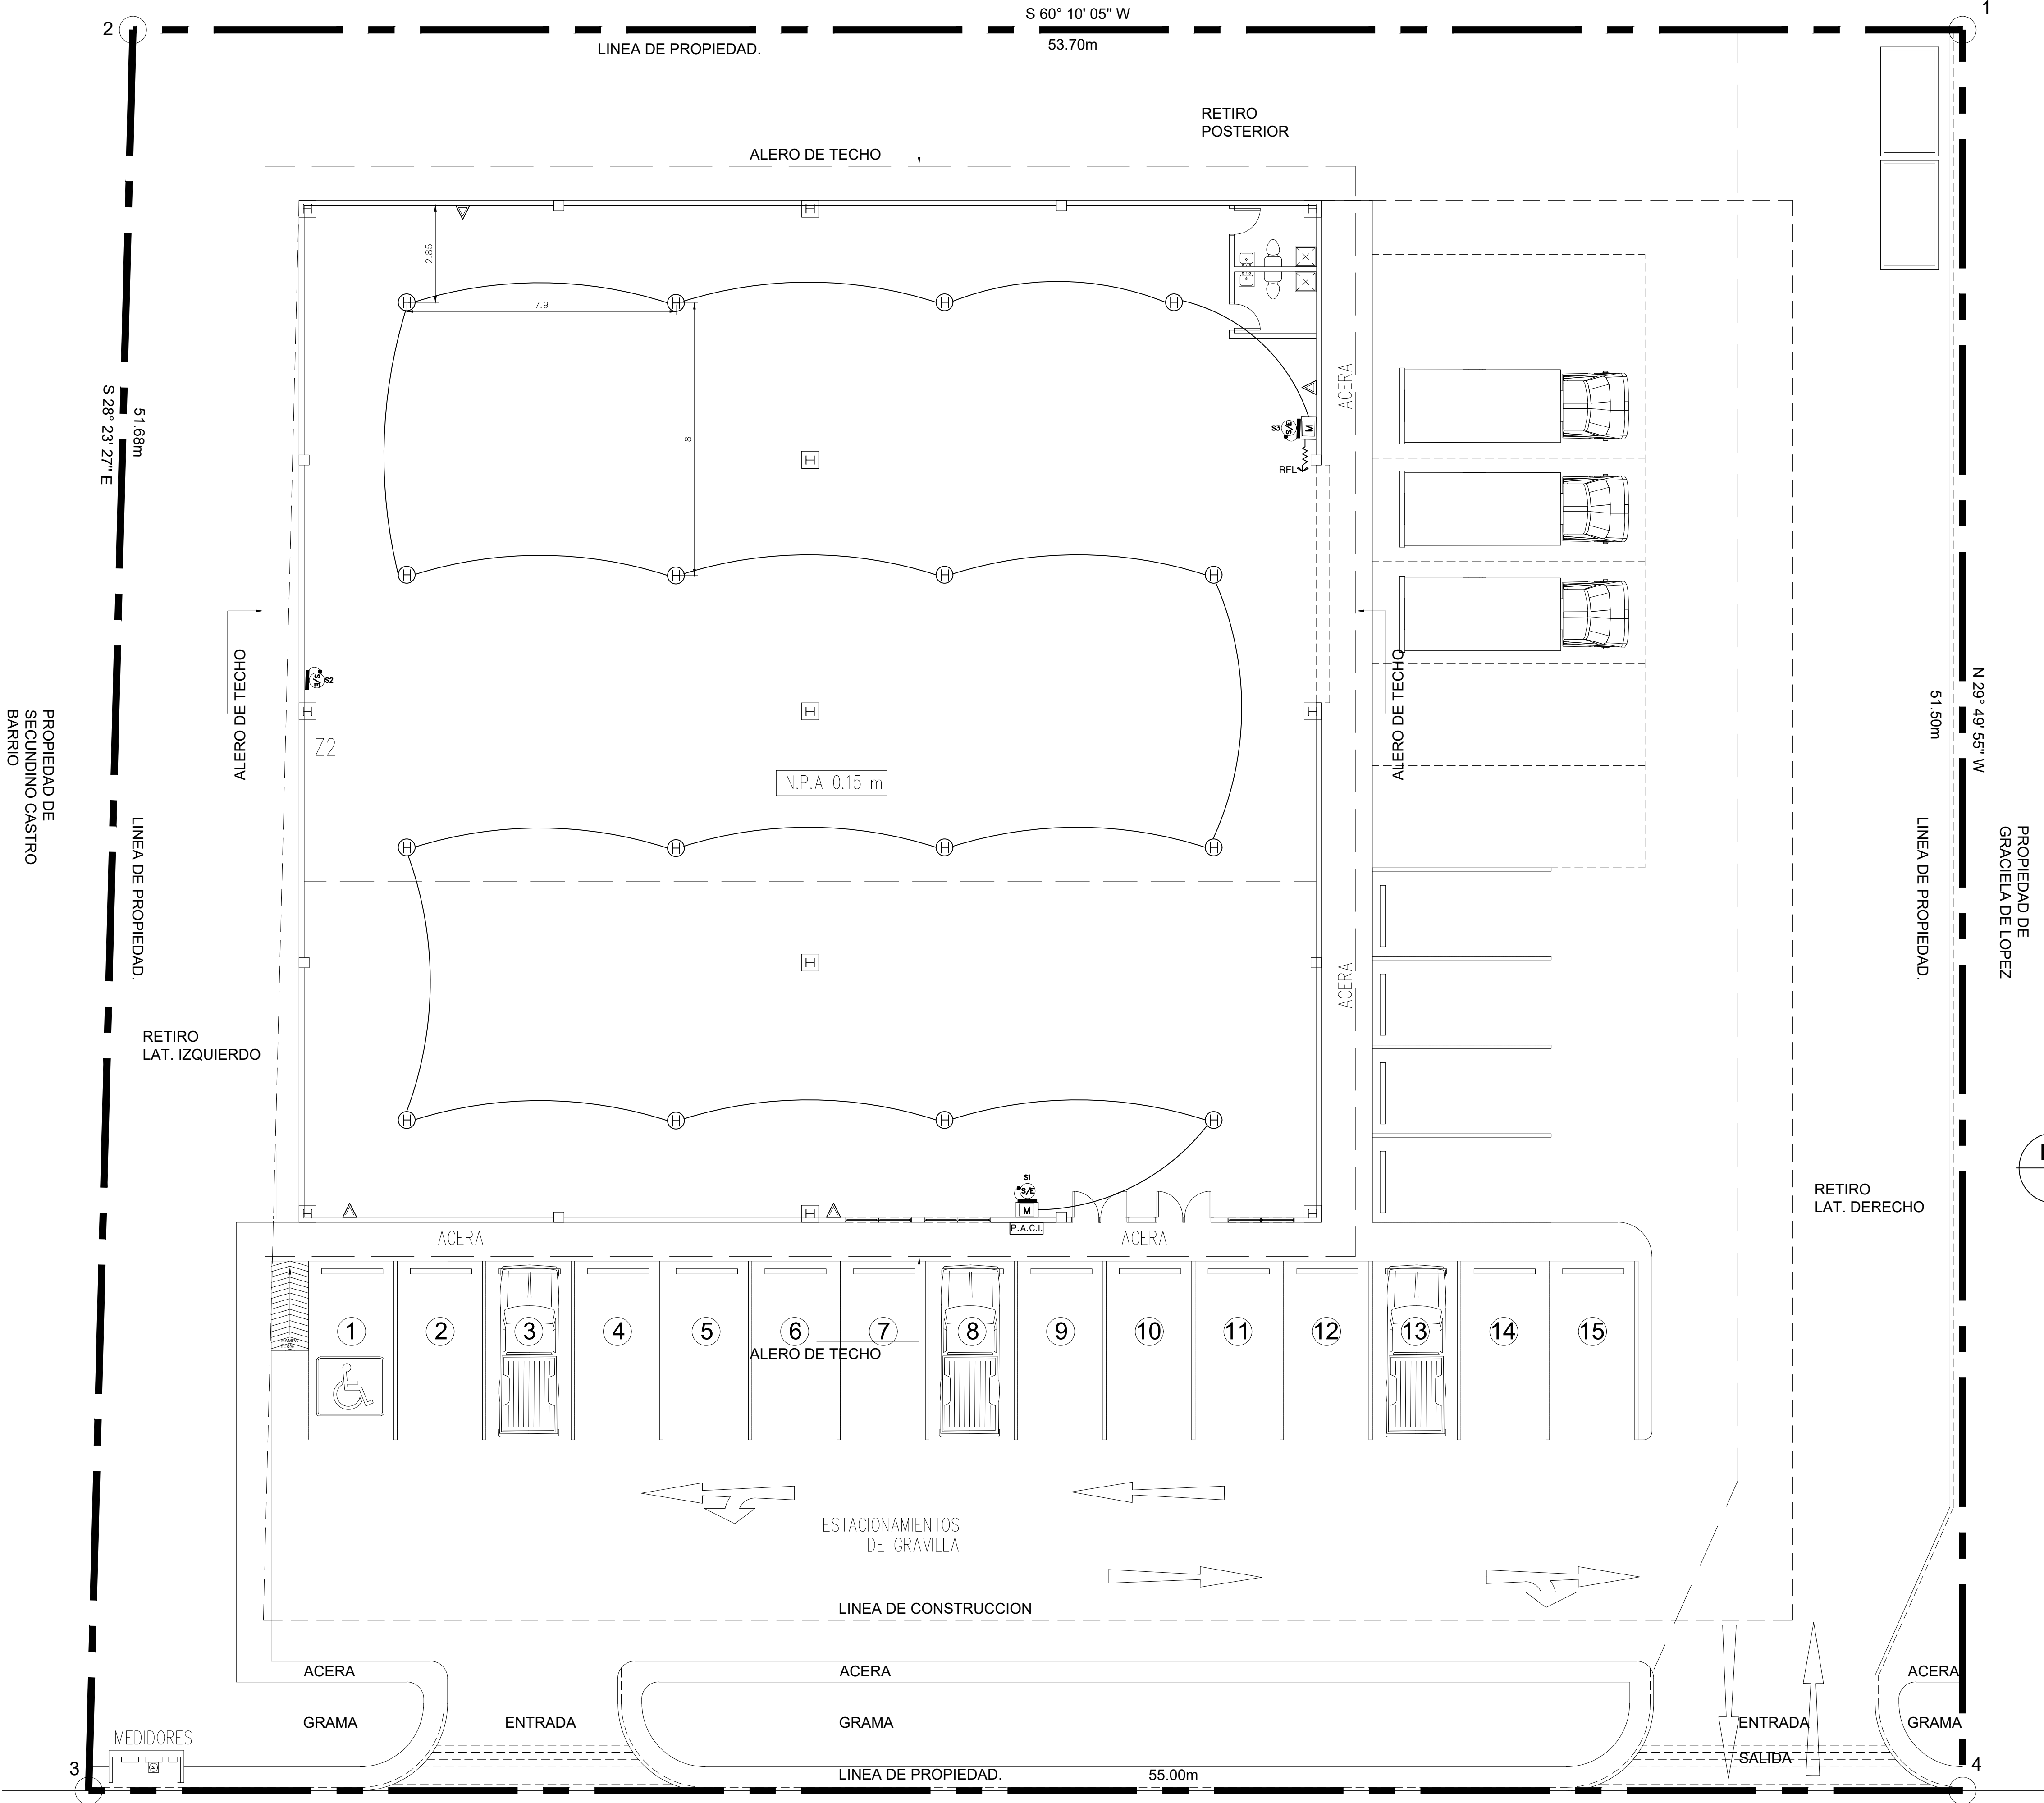 S 60° 10' 05" W
1
2
LINEA DE PROPIEDAD.
53.70m
RETIRO
POSTERIOR
ALERO DE TECHO
H
H
H
2.85
H
H
H
H
7.9
ACERA
51.68m
S 28° 23' 27" E
S3
S/E
M
8
H
RFL
H
H
H
H
ALERO DE TECHO
ALERO DE TECHO
S/E
S2
N 29° 49' 55" W
51.50m
PROPIEDAD DE
SECUNDINO CASTRO
BARRIO
H
H
H
Z2
N.P.A 0.15 m
LINEA DE PROPIEDAD.
LINEA DE PROPIEDAD.
PROPIEDAD DE
GRACIELA DE LOPEZ
H
H
H
H
H
ACERA
RETIRO
LAT. IZQUIERDO
H
H
H
H
S1
S/E
M
RETIRO
LAT. DERECHO
H
H
H
P.A.C.I.
ACERA
ACERA
RAMPA
1
2
3
4
5
6
7
8
9
10
11
12
13
14
15
ALERO DE TECHO
ESTACIONAMIENTOS
DE GRAVILLA
LINEA DE CONSTRUCCION
ACERA
ACERA
ACERA
GRAMA
ENTRADA
GRAMA
ENTRADA
GRAMA
MEDIDORES
SALIDA
3
LINEA DE PROPIEDAD.
55.00m
4